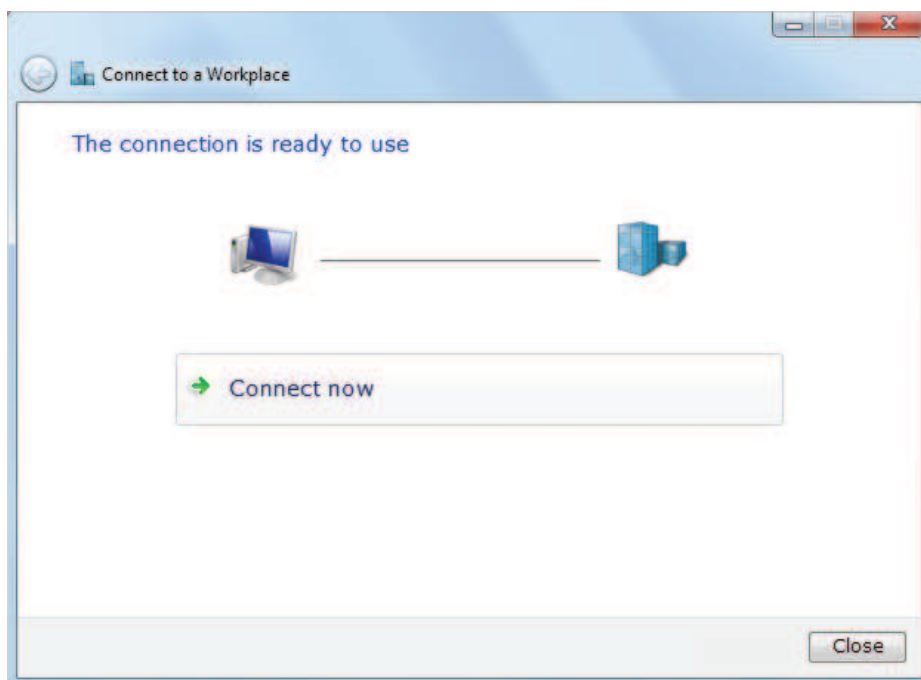 Connect to a Workplace
The connection is ready to use
Connect now
Close